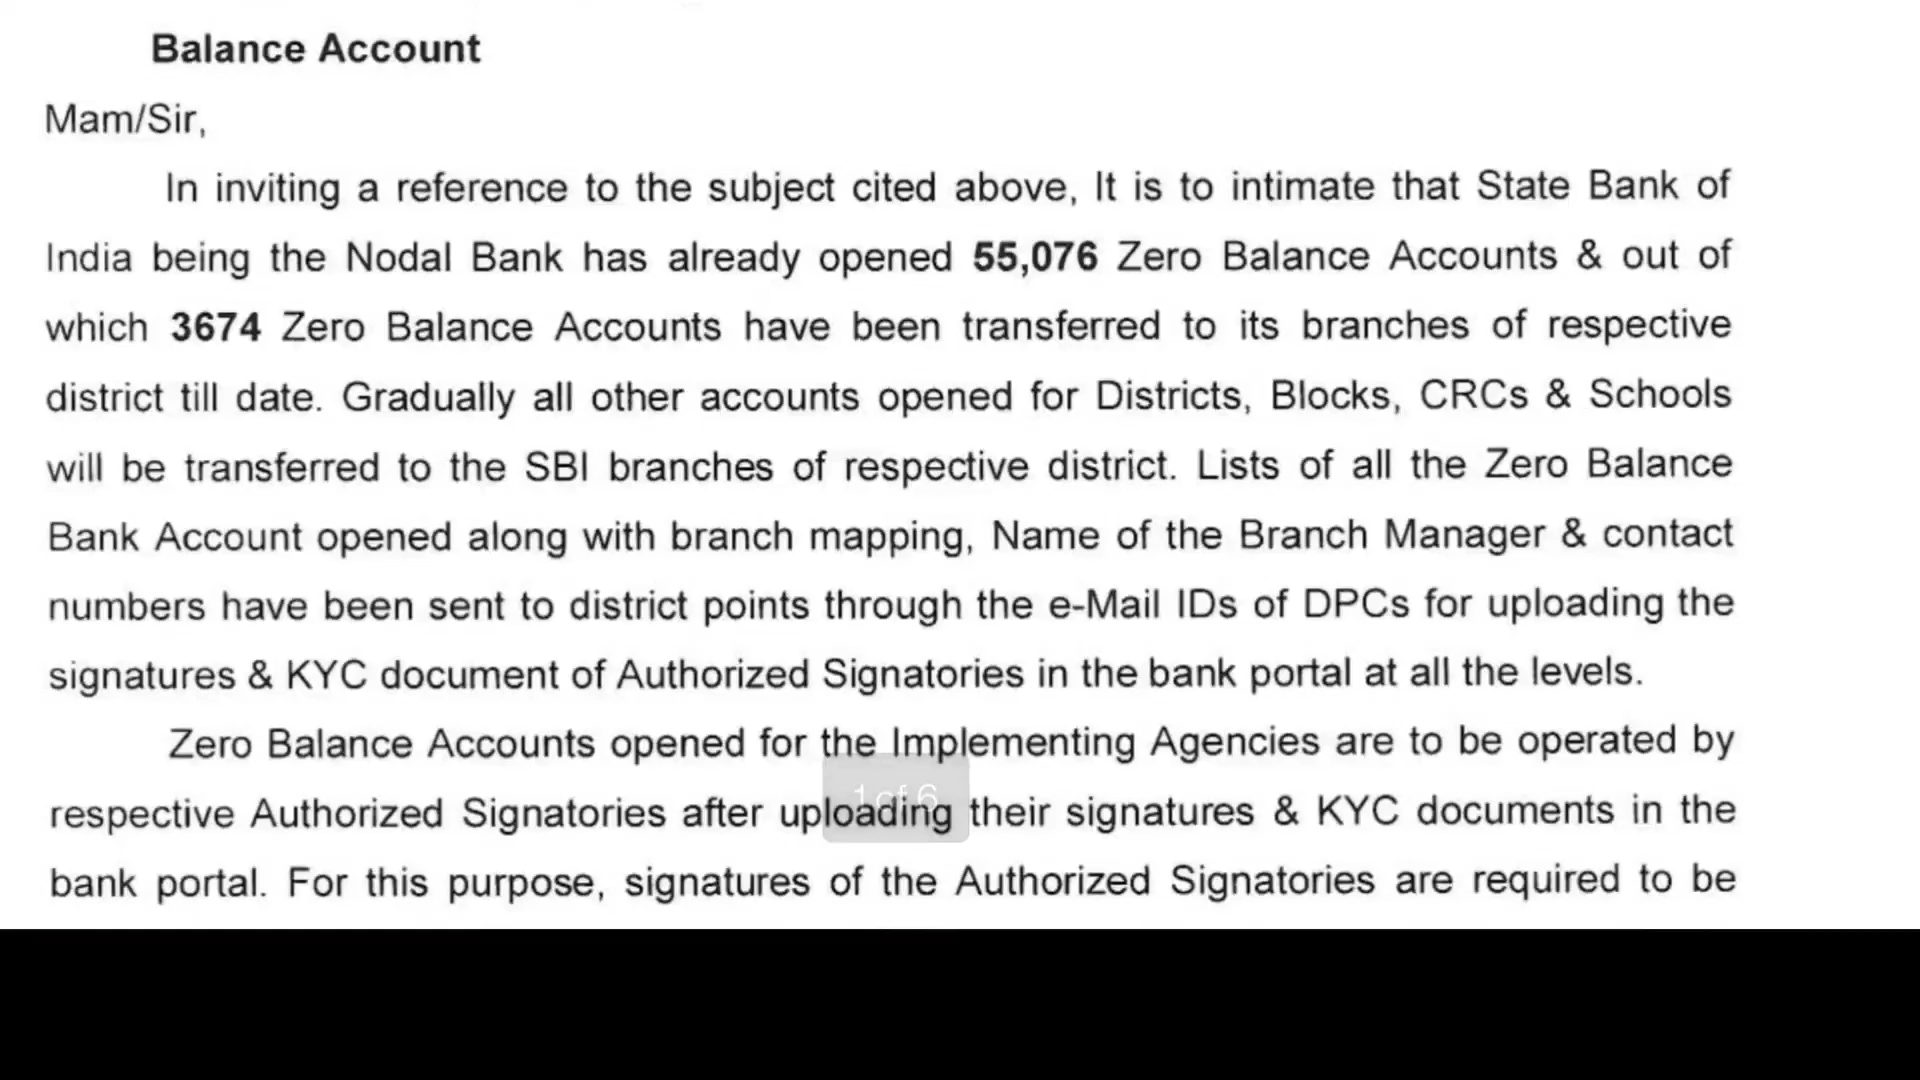 Balance Account
Mam/Sir,
In inviting a reference to the subject cited above, It is to intimate that State Bank of
India being the Nodal Bank has already opened 55,076 Zero Balance Accounts & out of
which 3674 Zero Balance Accounts have been transferred to its branches of respective
district till date. Gradually all other accounts opened for Districts, Blocks, CRCs & Schools
will be transferred to the SBI branches of respective district. Lists of all the Zero Balance
Bank Account opened along with branch mapping, Name of the Branch Manager & contact
numbers have been sent to district points through the e-Mail IDs of DPCs for uploading the
signatures & KYC document of Authorized Signatories in the bank portal at all the levels.
Zero Balance Accounts opened for the Implementing Agencies are to be operated by
1 of 6
respective Authorized Signatories after uploading their signatures & KYC documents in the
bank portal. For this purpose, signatures of the Authorized Signatories are required to be